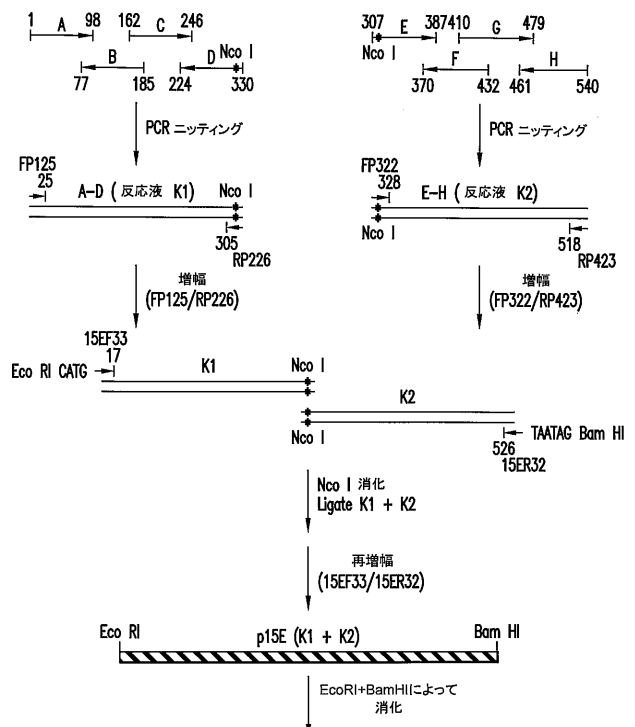 1 A 98 162 C 246
77 B 185 224 D Nco I 330
307 E 387 410 G 479
Nco I
370 F 432 461 H 540
PCR ニッティング
PCR ニッティング
FP125
25
A-D ( 反応液 K1)
Nco I
305
RP226
FP322
328
E-H ( 反応液 K2)
Nco I
518
RP423
増幅
(FP125/RP226)
増幅
(FP322/RP423)
15EF33
17
Eco RI CATG
K1
Nco I
K2
Nco I
TAATAG Bam HI
526
15ER32
Nco I 消化
Ligate K1 + K2
再増幅
(15EF33/15ER32)
Eco RI
p15E (K1 + K2)
Bam HI
EcoRI+BamHIによって
消化